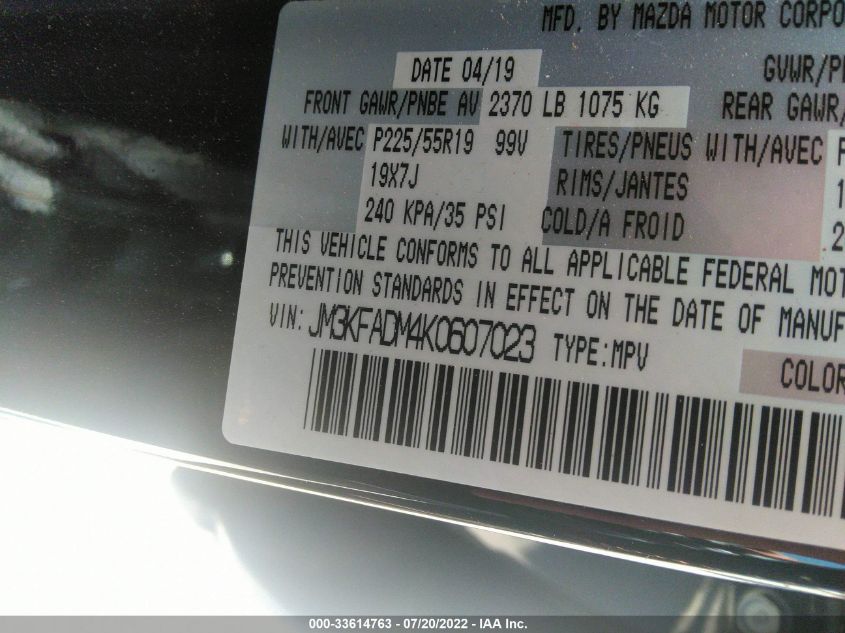 MFD. BY MAZDA MOTOR
DATE 04/19 GVWR
FRONT GAWR/PNBE AV 2370 LB 1075 KG REAR GAWR/
WITH/AVEC P225/55R19 99V TIRES/PNEUS WITH/AVEC P
19X7J RIMS/JANTES 1
240 KPA/35 PSI COLD/A FROID 2
THIS VEHICLE CONFORMS TO ALL APPLICABLE FEDERAL
PREVENTION STANDARDS IN EFFECT ON THE DATE OF
VIN: JM3KFADM4K0607023 TYPE:MPV
COLOR
000-33614763 - 07/20/2022 - IAA Inc.